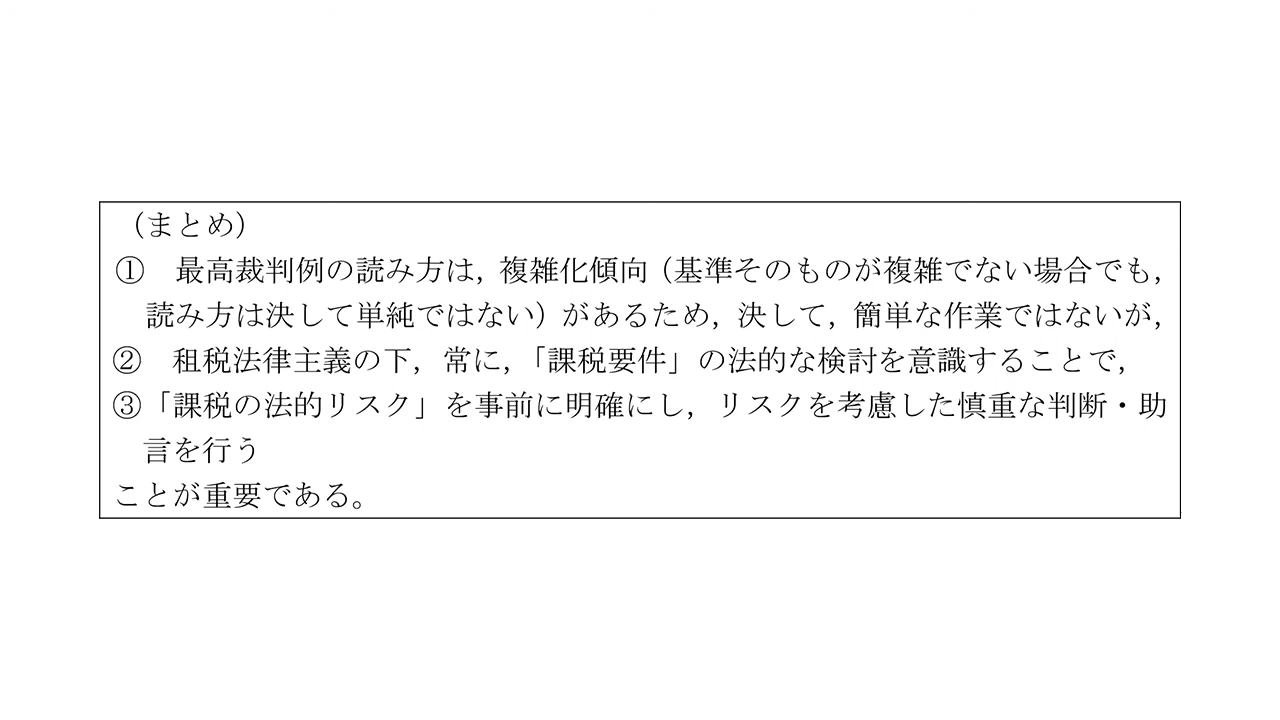 （まとめ）
①　最高裁判例の読み方は，複雑化傾向（基準そのものが複雑でない場合でも，
読み方は決して単純ではない）があるため，決して，簡単な作業ではないが，
②　租税法律主義の下，常に，「課税要件」の法的な検討を意識することで，
③「課税の法的リスク」を事前に明確にし，リスクを考慮した慎重な判断・助
言を行う
ことが重要である。